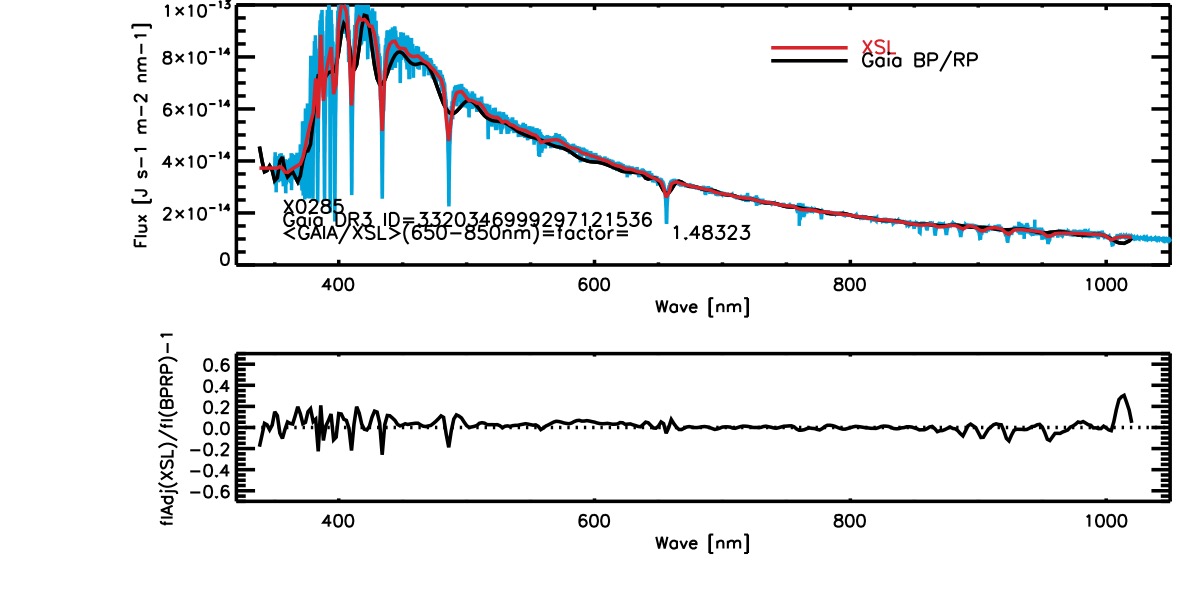 1×10−13
8×10−14
6×10−14
4×10−14
2×10−14
0
Flux [J s−1 m−2 nm−1]
XSL
Gaia BP/RP
X0285
Gaia DR3 ID=3320346999297121536
<GAIA/XSL>(650−850nm)=factor= 1.48323
400 600 800 1000
Wave [nm]
flAdj(XSL)/fl(BPRP)−1
0.6
0.4
0.2
0.0
−0.2
−0.4
−0.6
400 600 800 1000
Wave [nm]